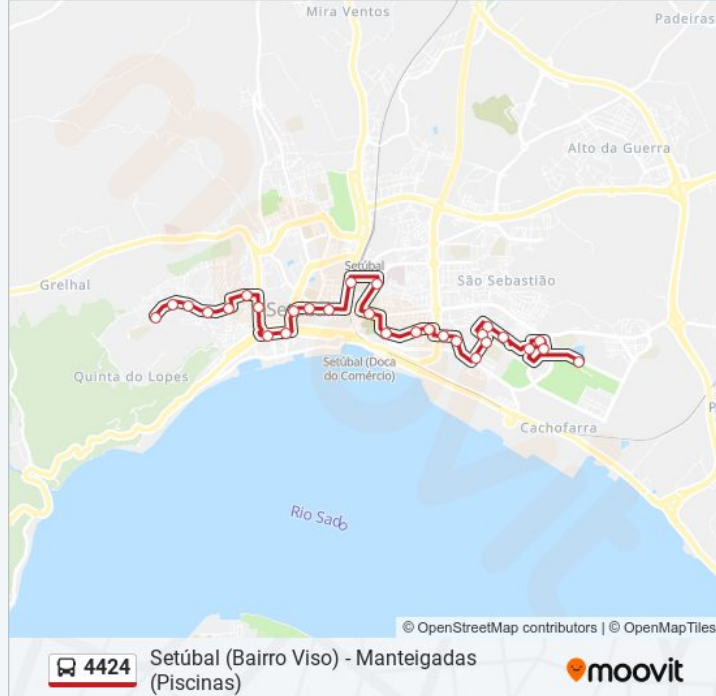 Mira Ventos
Padeiras
Alto da Guerra
Grelhal
Setúbal
São Sebastião
Quinta do Lopes
Setúbal (Doca
do Comércio)
Cachofarra
Rio Sado
© OpenStreetMap contributors | © OpenMapTiles
4424
Setúbal (Bairro Viso) - Manteigadas
(Piscinas)
moovit